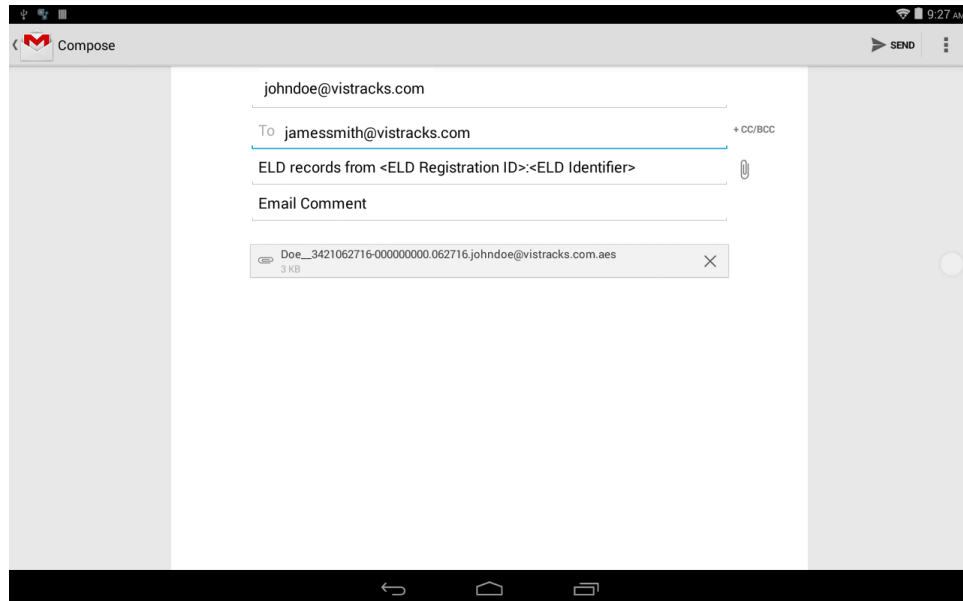 9:27 AM
Compose
SEND
johndoe@vistracks.com
To jamessmith@vistracks.com
+ CC/BCC
ELD records from <ELD Registration ID>:<ELD Identifier>
Email Comment
Doe__3421062716-000000000.062716.johndoe@vistracks.com.aes
3 KB